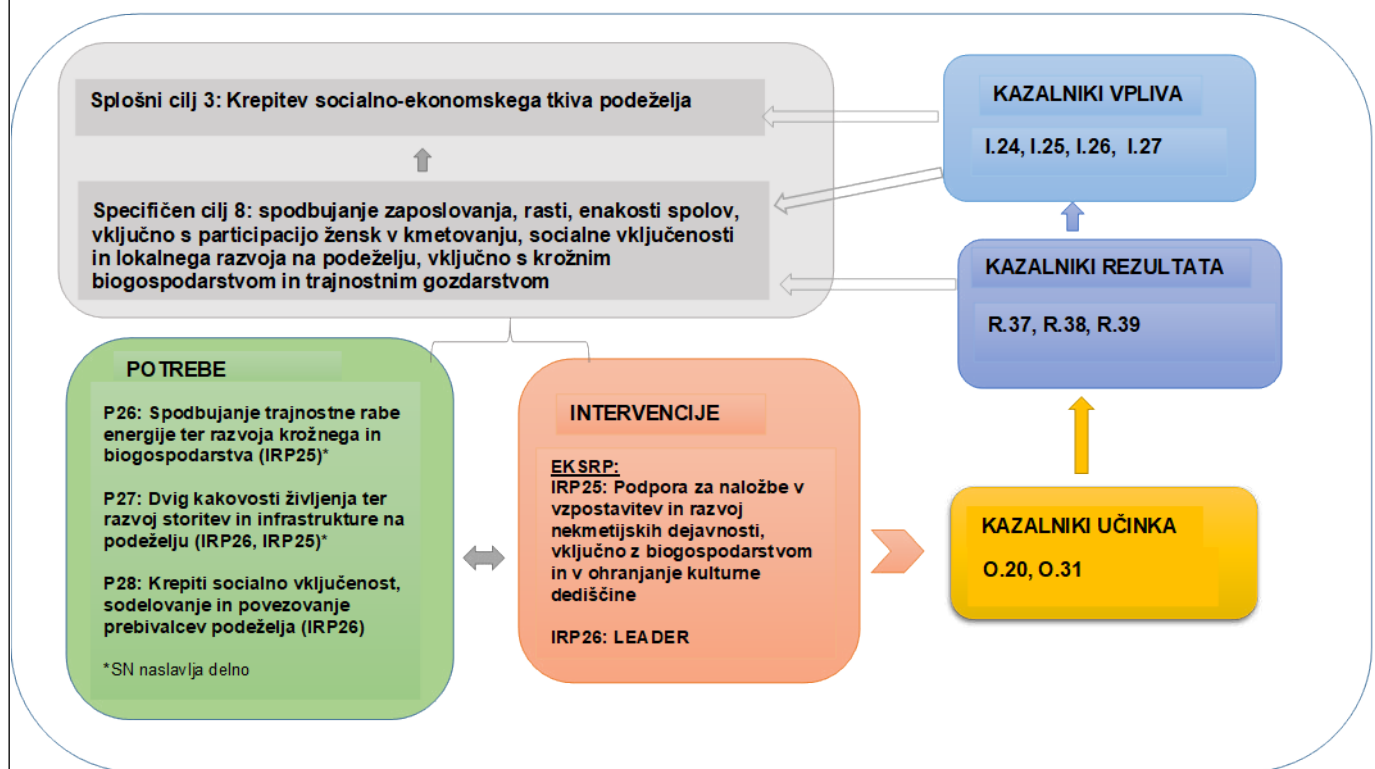 Splošni cilj 3: Krepitev socialno-ekonomskega tkiva podeželja
Specifičen cilj 8: spodbujanje zaposlovanja, rasti, enakosti spolov,
vključno s participacijo žensk v kmetovanju, socialne vključenosti
in lokalnega razvoja na podeželju, vključno s krožnim
biogospodarstvom in trajnostnim gozdarstvom
KAZALNIKI VPLIVA
I.24, I.25, I.26, I.27
KAZALNIKI REZULTATA
R.37, R.38, R.39
POTREBE
P26: Spodbujanje trajnostne rabe
energije ter razvoja krožnega in
biogospodarstva (IRP25)*
P27: Dvig kakovosti življenja ter
razvoj storitev in infrastrukture na
podeželju (IRP26, IRP25)*
P28: Krepiti socialno vključenost,
sodelovanje in povezovanje
prebivalcev podeželja (IRP26)
*SN naslavlja delno
INTERVENCIJE
EKSRP:
IRP25: Podpora za naložbe v
vzpostavitev in razvoj
nekmetijskih dejavnosti,
vključno z biogospodarstvom
in v ohranjanje kulturne
dediščine
IRP26: LEADER
KAZALNIKI UČINKA
O.20, O.31